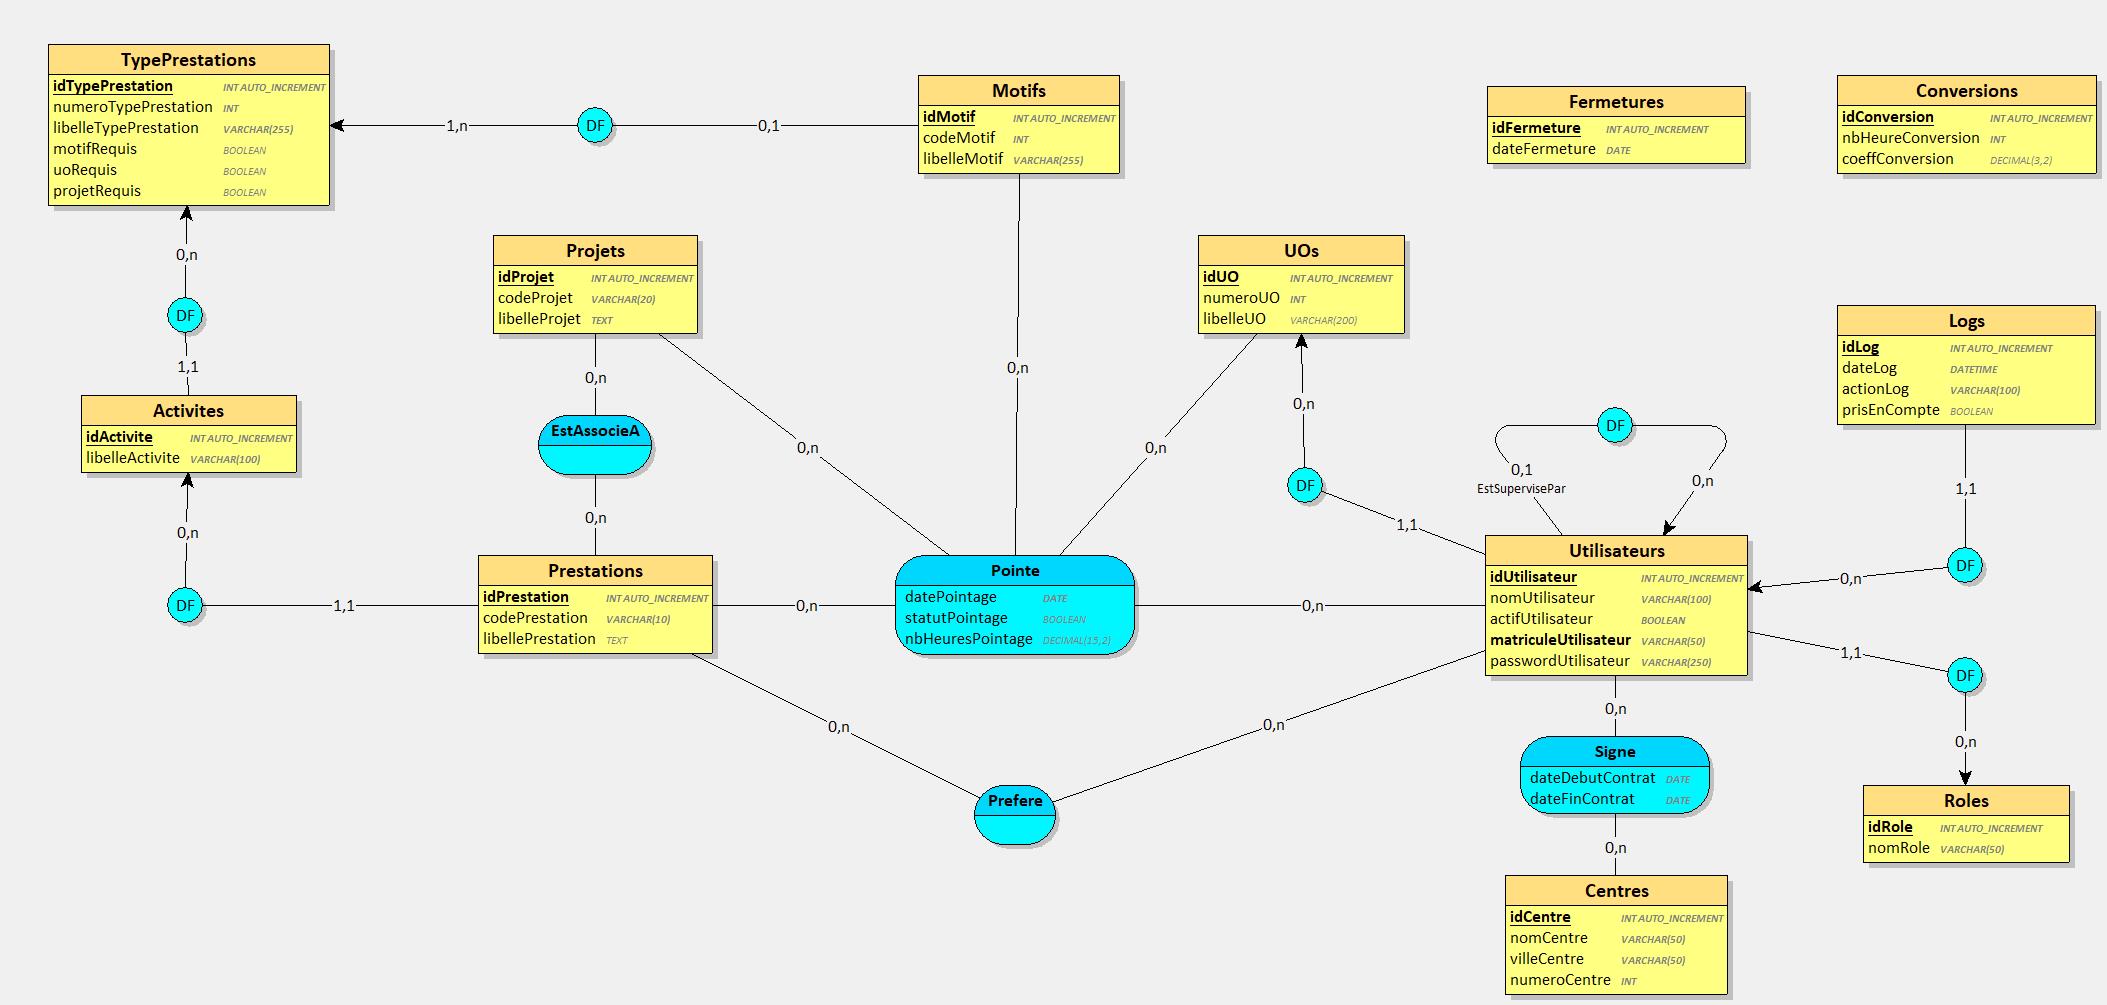 TypePrestations
idTypePrestation INT AUTO_INCREMENT
numeroTypePrestation INT
libelleTypePrestation VARCHAR(255)
motifRequis BOOLEAN
uoRequis BOOLEAN
projetRequis BOOLEAN
1,n
DF
0,1
Motifs
idMotif INT AUTO_INCREMENT
codeMotif INT
libelleMotif VARCHAR(255)
Fermetures
idFermeture INT AUTO_INCREMENT
dateFermeture DATE
Conversions
idConversion INT AUTO_INCREMENT
nbHeureConversion INT
coeffConversion DECIMAL(3,2)
0,n
DF
1,1
Projets
idProjet INT AUTO_INCREMENT
codeProjet VARCHAR(20)
libelleProjet TEXT
0,n
UOs
idUO INT AUTO_INCREMENT
numeroUO INT
libelleUO VARCHAR(200)
Logs
idLog INT AUTO_INCREMENT
dateLog DATETIME
actionLog VARCHAR(100)
prisEnCompte BOOLEAN
Activites
idActivite INT AUTO_INCREMENT
libelleActivite VARCHAR(100)
0,n
EstAssocieA
0,n
0,n
0,n
0,n
DF
1,1
DF
0,1
EstSupervisePar
0,n
1,1
DF
0,n
0,n
DF
1,1
Prestations
idPrestation INT AUTO_INCREMENT
codePrestation VARCHAR(10)
libellePrestation TEXT
0,n
Pointe
datePointage DATE
statutPointage BOOLEAN
nbHeuresPointage DECIMAL(15,2)
0,n
Utilisateurs
idUtilisateur INT AUTO_INCREMENT
nomUtilisateur VARCHAR(100)
actifUtilisateur BOOLEAN
matriculeUtilisateur VARCHAR(50)
passwordUtilisateur VARCHAR(250)
1,1
DF
0,n
0,n
0,n
Prefere
0,n
Signe
dateDebutContrat DATE
dateFinContrat DATE
0,n
Roles
idRole INT AUTO_INCREMENT
nomRole VARCHAR(50)
Centres
idCentre INT AUTO_INCREMENT
nomCentre VARCHAR(50)
villeCentre VARCHAR(50)
numeroCentre INT